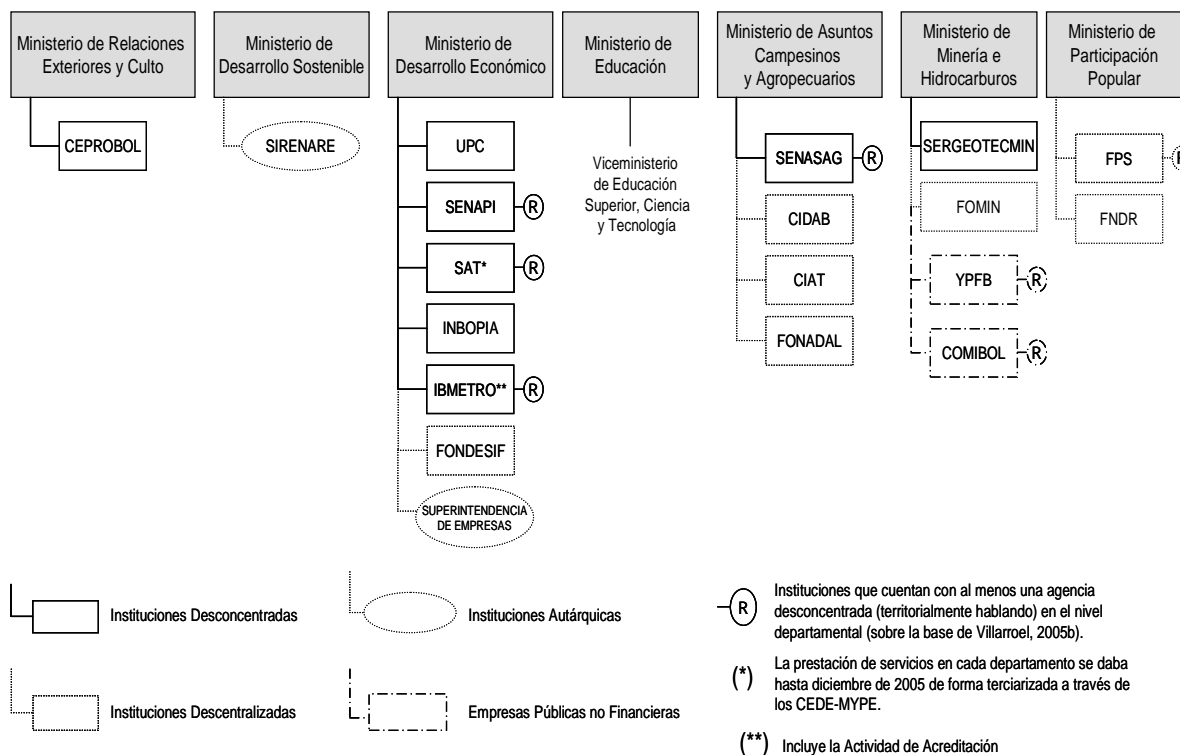 Ministerio de Relaciones
Exteriores y Culto
Ministerio de
Desarrollo Sostenible
Ministerio de
Desarrollo Económico
Ministerio de
Educación
Ministerio de Asuntos
Campesinos
y Agropecuarios
Ministerio de
Minería e
Hidrocarburos
Ministerio de
Participación
Popular
CEPROBOL
SIRENARE
UPC
SENAPI
R
SAT*
R
INBOPIA
IBMETRO**
R
FONDESIF
SUPERINTENDENCIA
DE EMPRESAS
Viceministerio
de Educación
Superior, Ciencia
y Tecnología
SENASAG
R
CIDAB
CIAT
FONADAL
SERGEOTECMIN
FOMIN
YPFB
R
COMIBOL
R
FPS
R
FNDR
Instituciones Desconcentradas
Instituciones Autárquicas
Instituciones Descentralizadas
Empresas Públicas no Financieras
R
Instituciones que cuentan con al menos una agencia
desconcentrada (territorialmente hablando) en el nivel
departamental (sobre la base de Villarroel, 2005b).
(*)
La prestación de servicios en cada departamento se daba
hasta diciembre de 2005 de forma terciarizada a través de
los CEDE-MYPE.
(**) Incluye la Actividad de Acreditación